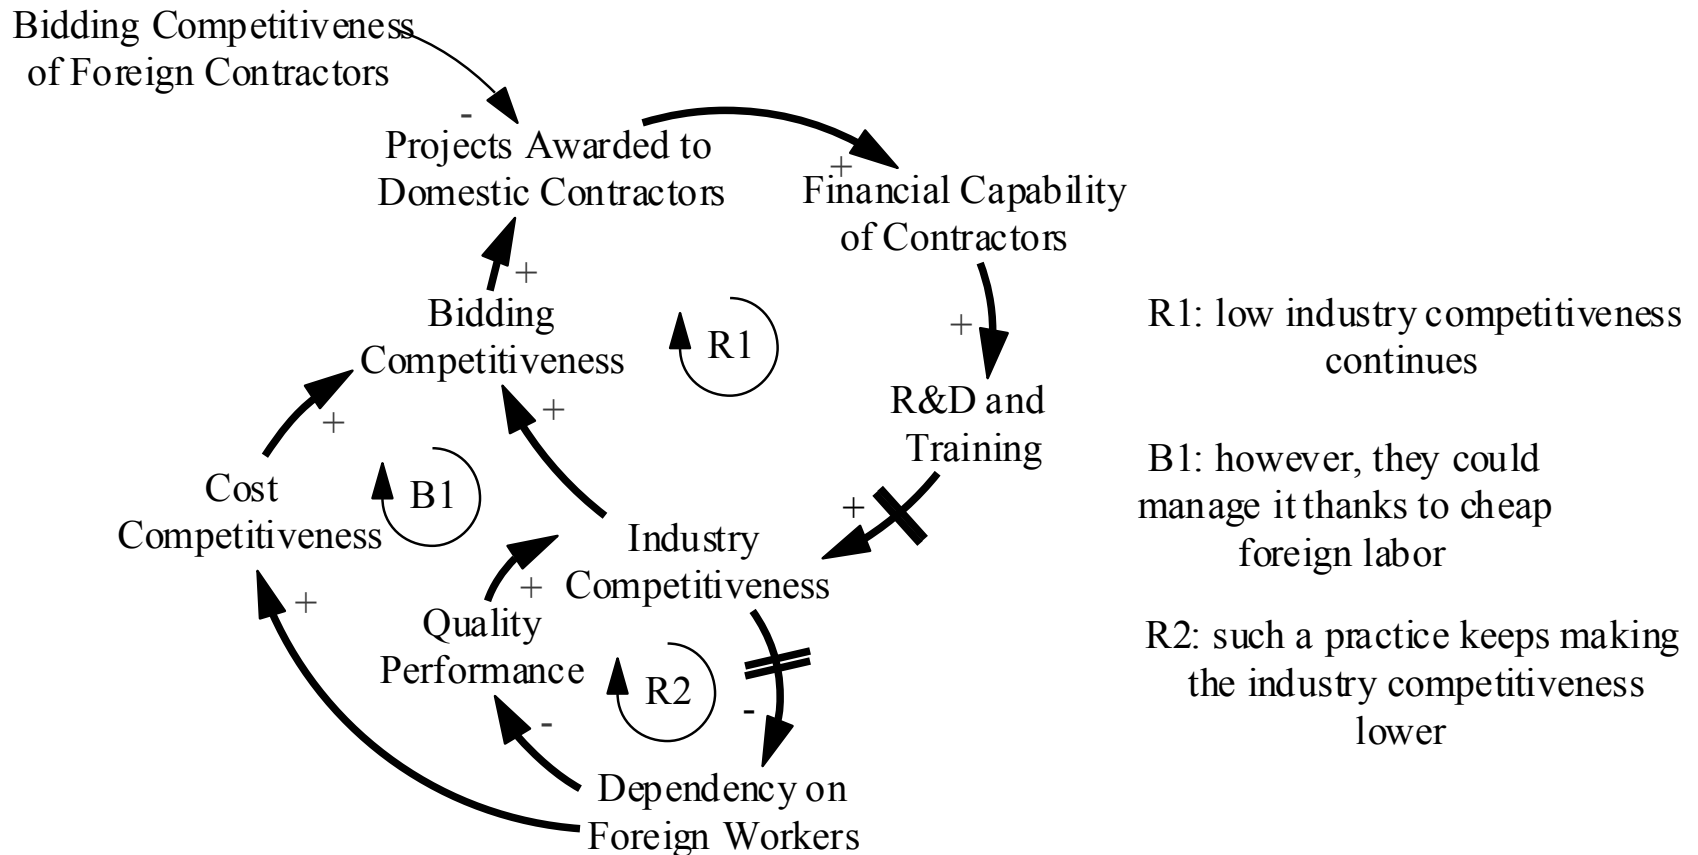 Bidding Competitiveness
of Foreign Contractors
-
Projects Awarded to
Domestic Contractors
+
Financial Capability
of Contractors
+
Bidding
Competitiveness
R1
+
R1: low industry competitiveness
continues
R&D and
Training
+
+
Cost
Competitiveness
B1
+
B1: however, they could
manage it thanks to cheap
foreign labor
Industry
Competitiveness
+
+
Quality
Performance
R2
-
-
R2: such a practice keeps making
the industry competitiveness
lower
Dependency on
Foreign Workers